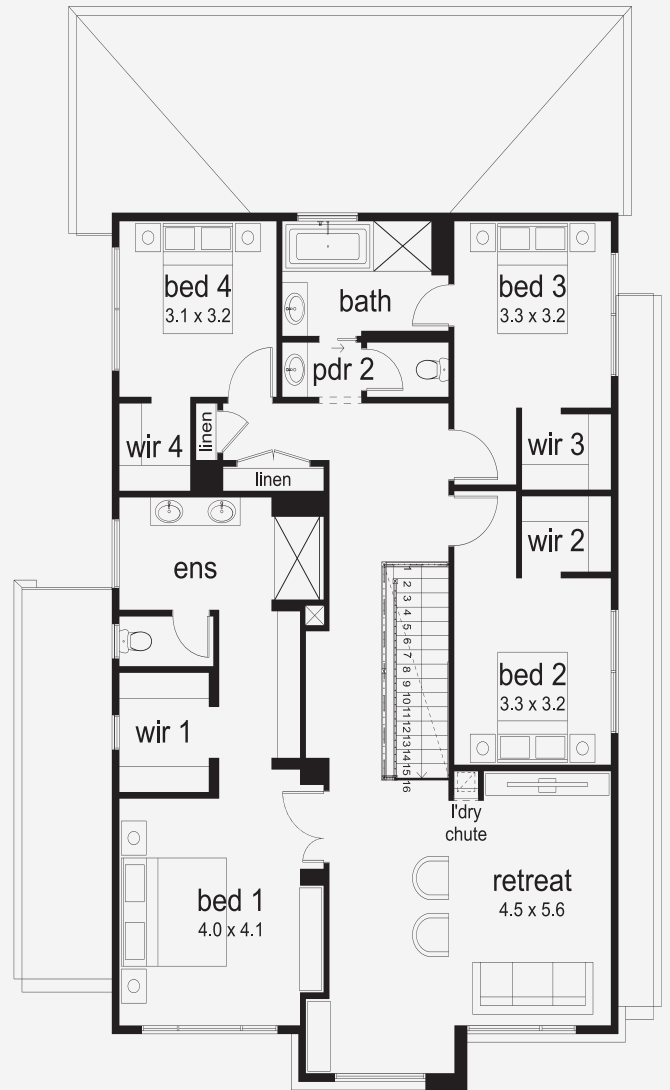 bed 4
3.1 x 3.2
bath
bed 3
3.3 x 3.2
pdr 2
wir 4
linen
linen
wir 3
wir 2
ens
1
2
3
4
5
6
7
8
9
10
11
12
13
14
15
16
bed 2
3.3 x 3.2
wir 1
l'dry
chute
bed 1
4.0 x 4.1
retreat
4.5 x 5.6